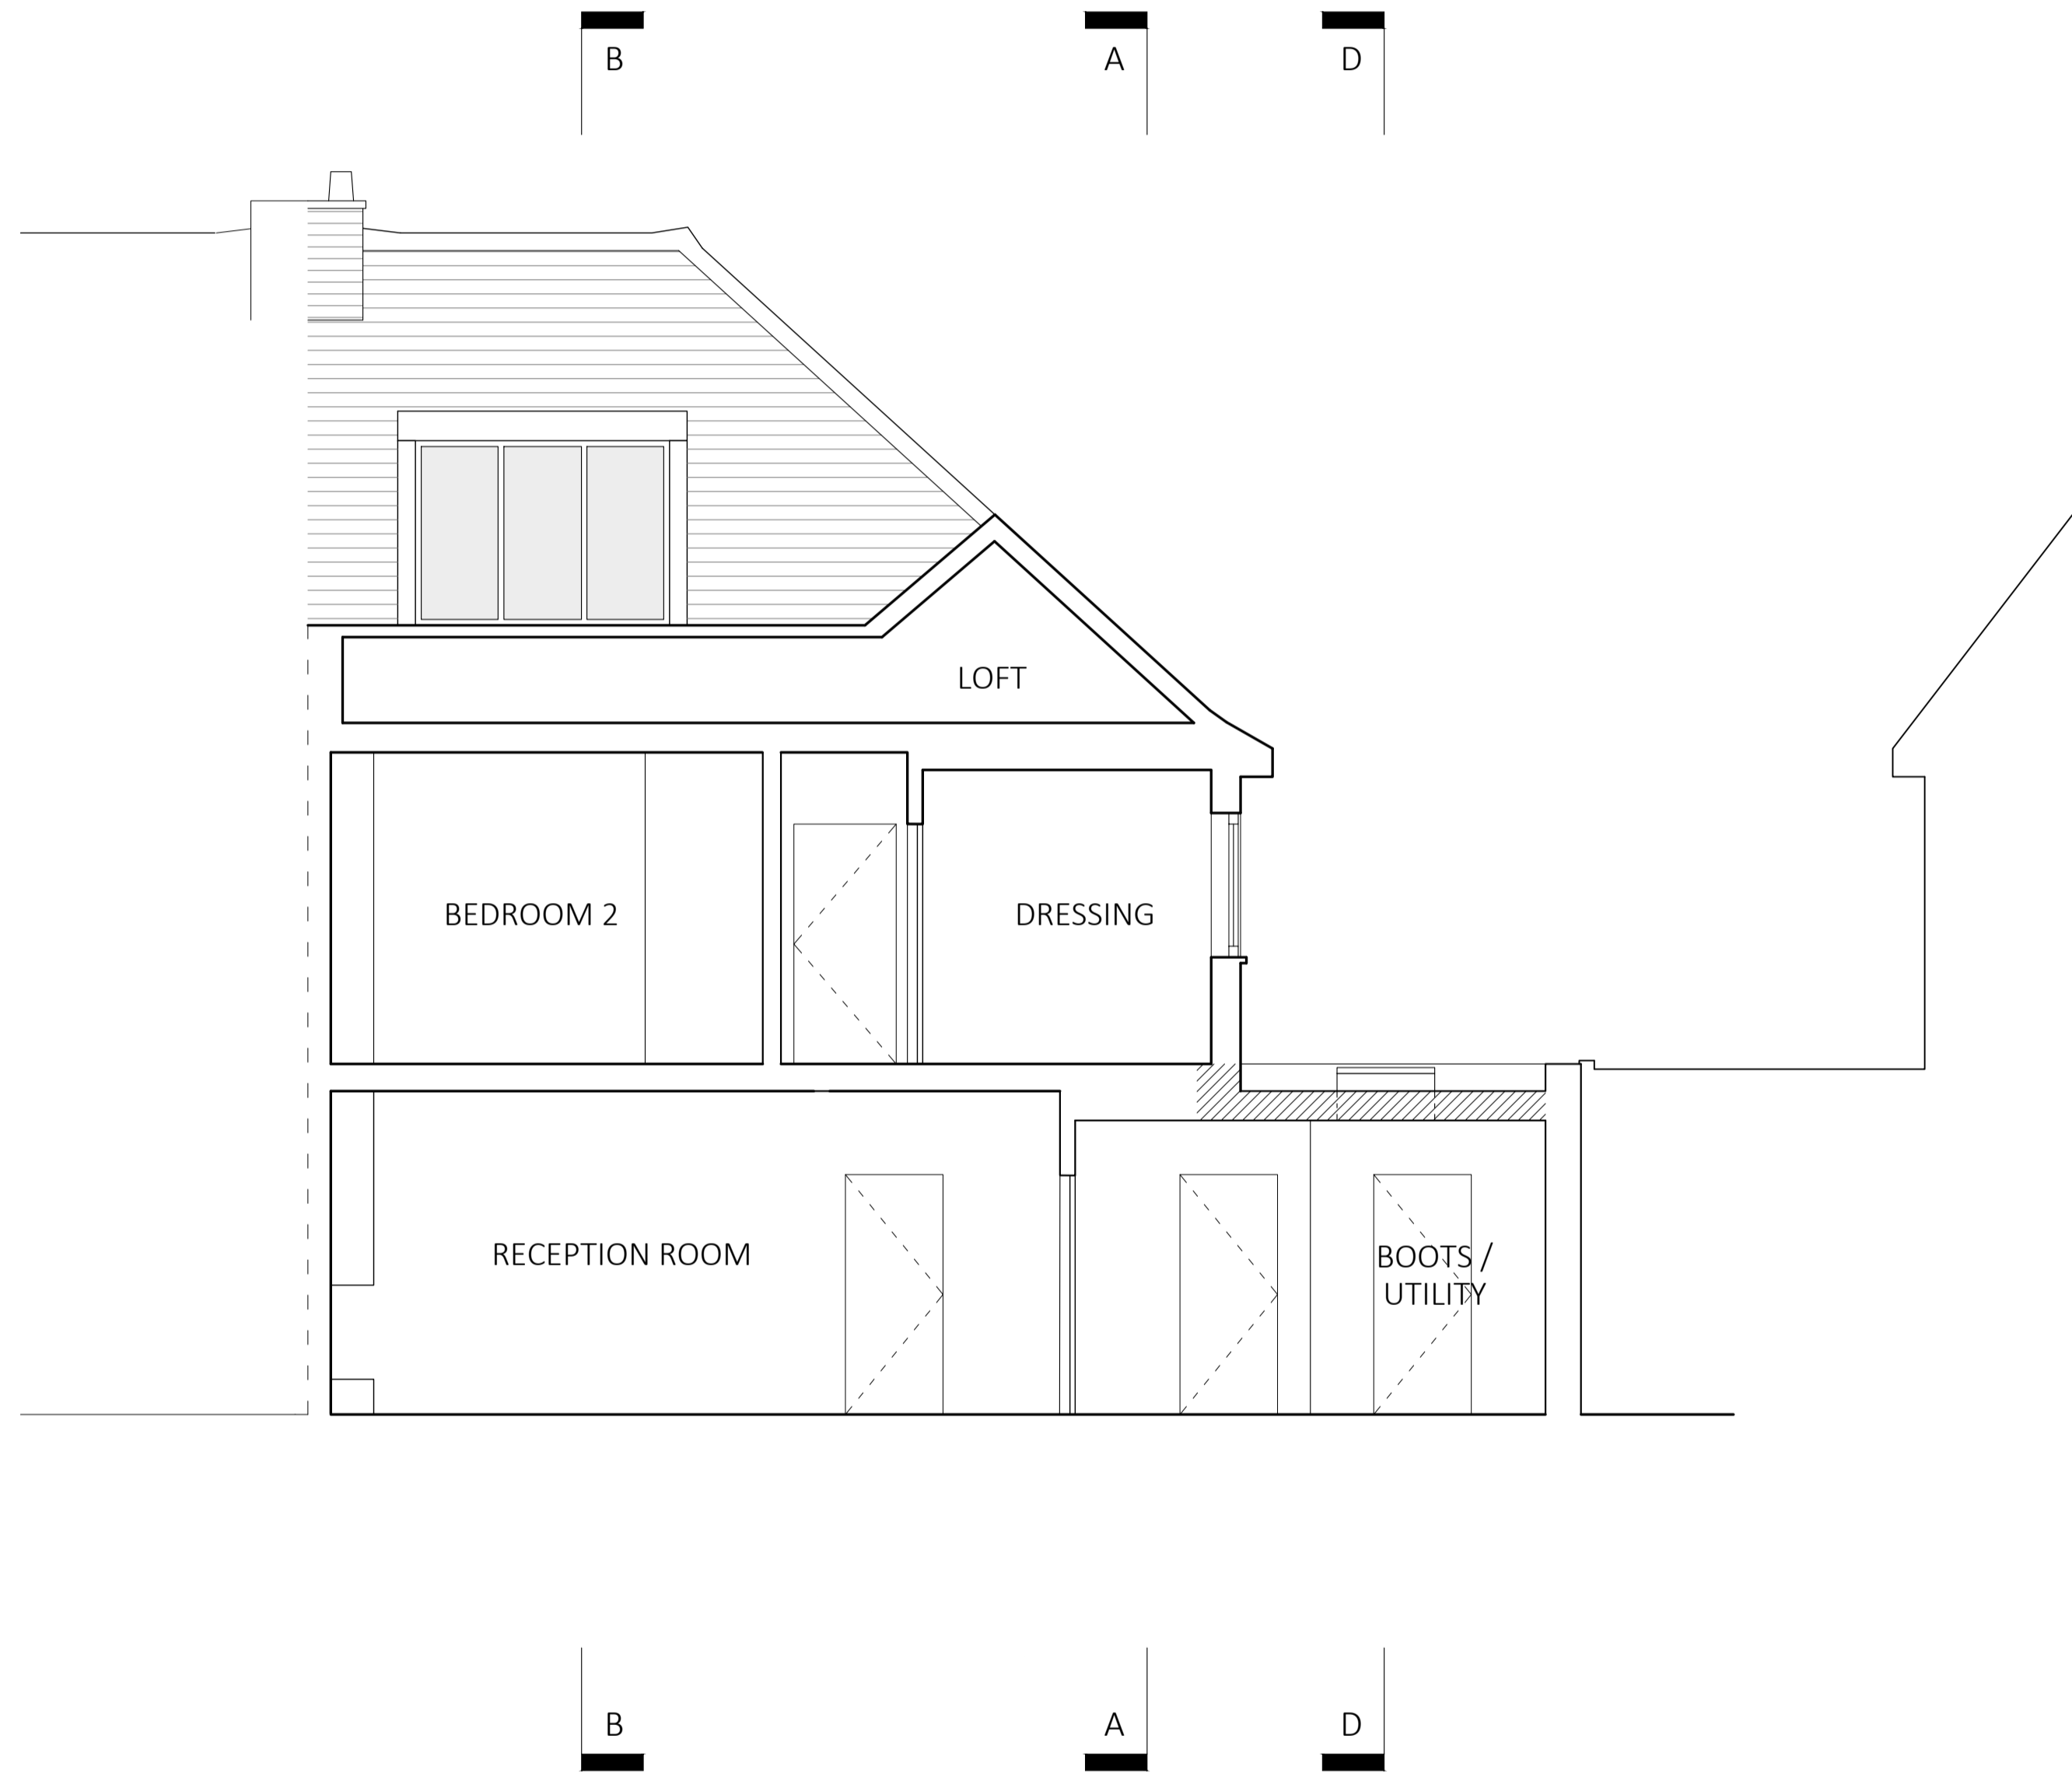 B
A
D
LOFT
BEDROOM 2
DRESSING
RECEPTION ROOM
BOOTS /
UTILITY
B
A
D